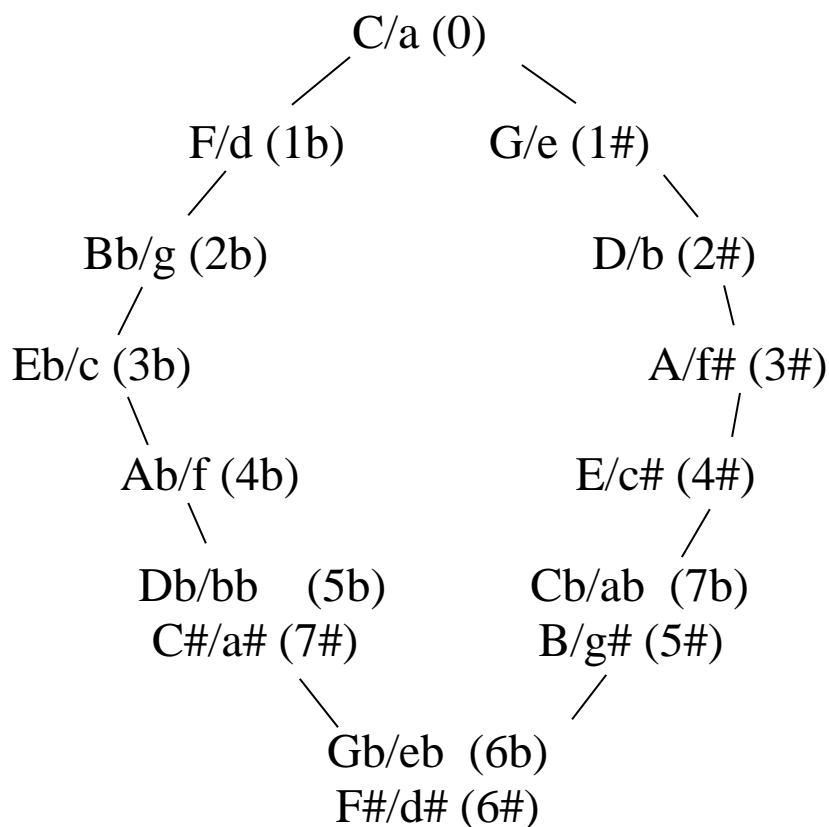 C/a (0)
F/d (1b)
G/e (1#)
Bb/g (2b)
D/b (2#)
Eb/c (3b)
A/f# (3#)
Ab/f (4b)
E/c# (4#)
Db/bb (5b)
C#/a# (7#)
Cb/ab (7b)
B/g# (5#)
Gb/eb (6b)
F#/d# (6#)